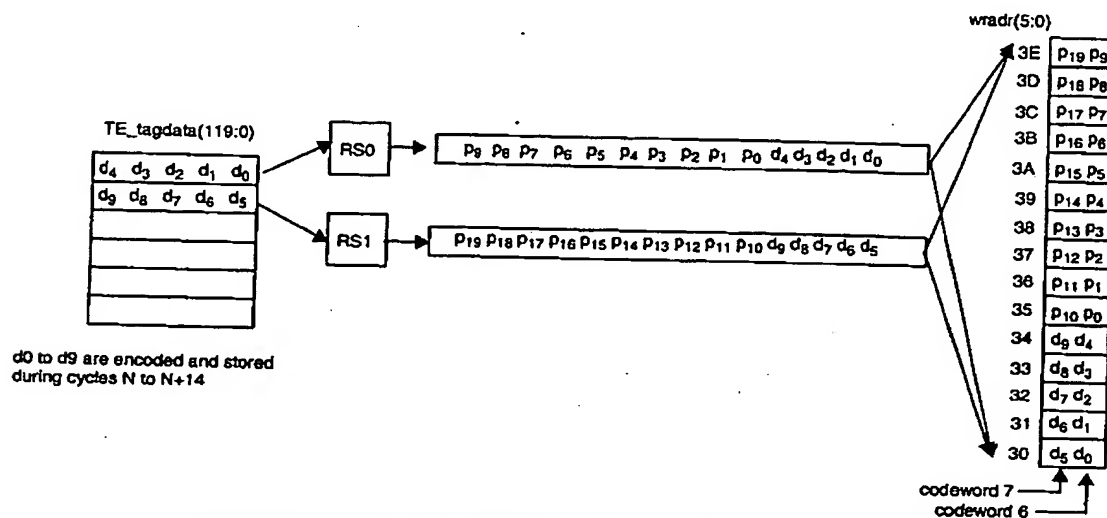 wradr(5:0)
3E p19 p9
3D p18 p8
3C p17 p7
3B p16 p6
3A p15 p5
39 p14 p4
38 p13 p3
37 p12 p2
36 p11 p1
35 p10 p0
34 d9 d4
33 d8 d3
32 d7 d2
31 d6 d1
30 d5 d0
codeword 7
codeword 6
TE_tagdata(119:0)
d4 d3 d2 d1 d0
d9 d8 d7 d6 d5
RS0
p9 p8 p7 p6 p5 p4 p3 p2 p1 p0 d4 d3 d2 d1 d0
RS1
p19 p18 p17 p16 p15 p14 p13 p12 p11 p10 d9 d8 d7 d6 d5
d0 to d9 are encoded and stored
during cycles N to N+14